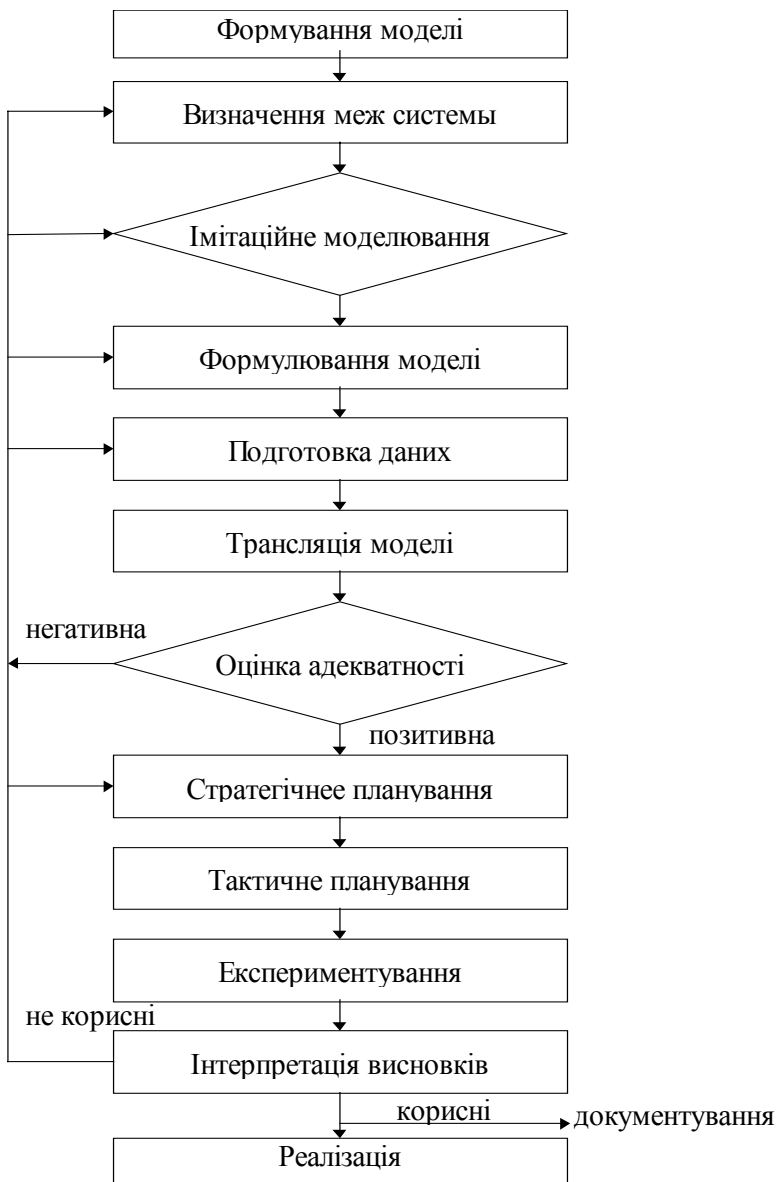 Формування моделі
Визначення меж системы
Імітаційне моделювання
Формулювання моделі
Подготовка даних
Трансляція моделі
негативна
Оцінка адекватності
позитивна
Стратегічнее планування
Тактичне планування
Експериментування
не корисні
Інтерпретація висновків
корисні
документування
Реалізація